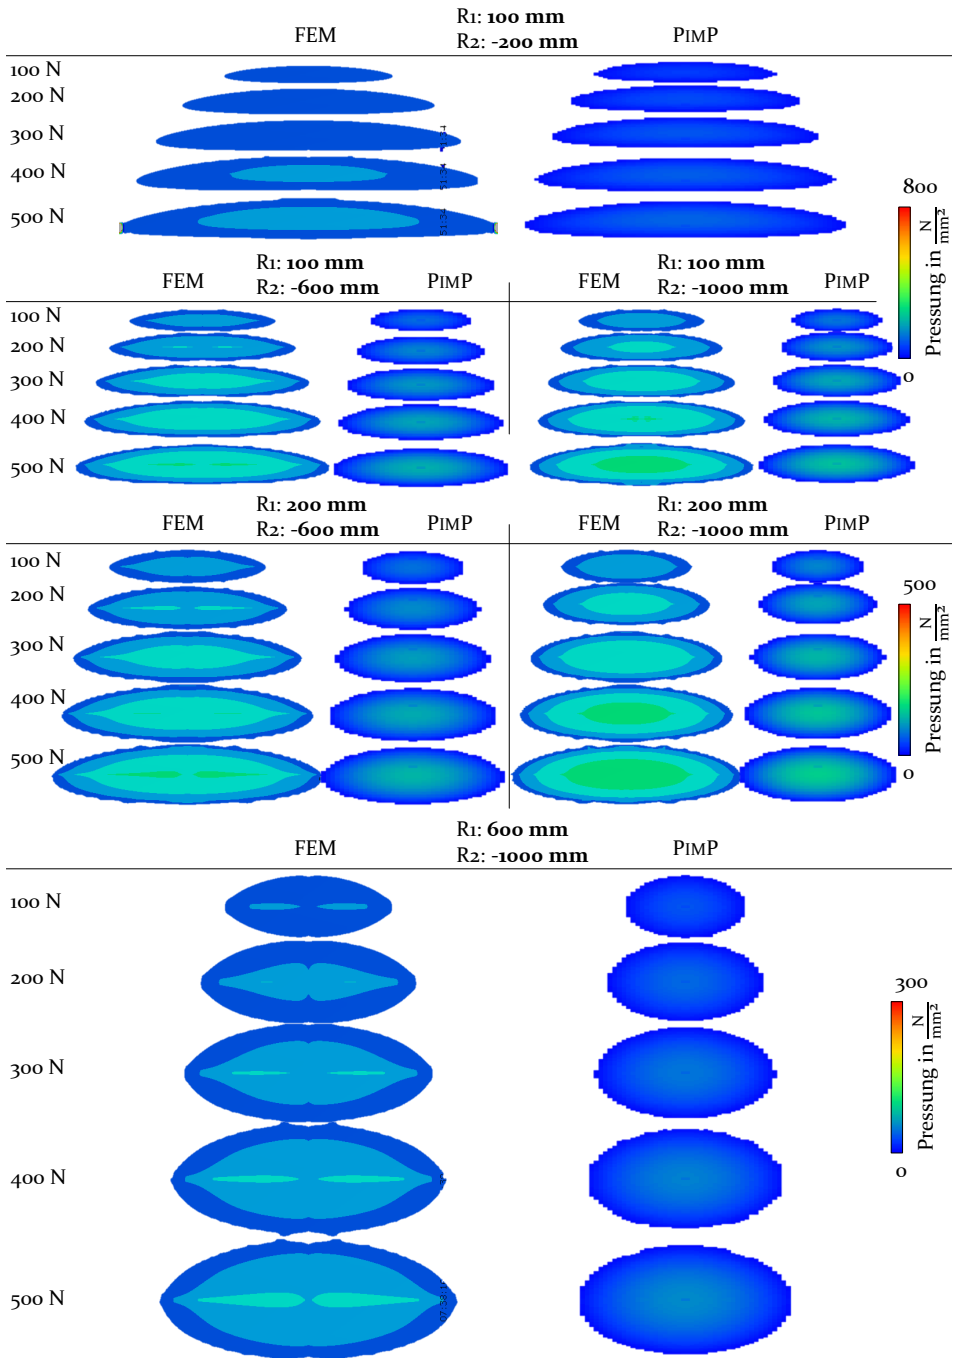 R1: 100 mm
FEM R2: -200 mm PIMP
100 N
200 N
300 N
400 N
500 N
800
Pressung in N/mm²
0
R1: 100 mm R1: 100 mm
FEM R2: -600 mm PIMP FEM R2: -1000 mm PIMP
100 N
200 N
300 N
400 N
500 N
R1: 200 mm R1: 200 mm
FEM R2: -600 mm PIMP FEM R2: -1000 mm PIMP
100 N
200 N
300 N
400 N
500 N
500
Pressung in N/mm²
0
R1: 600 mm
FEM R2: -1000 mm PIMP
100 N
200 N
300 N
400 N
500 N
300
Pressung in N/mm²
0
51:34
51:34